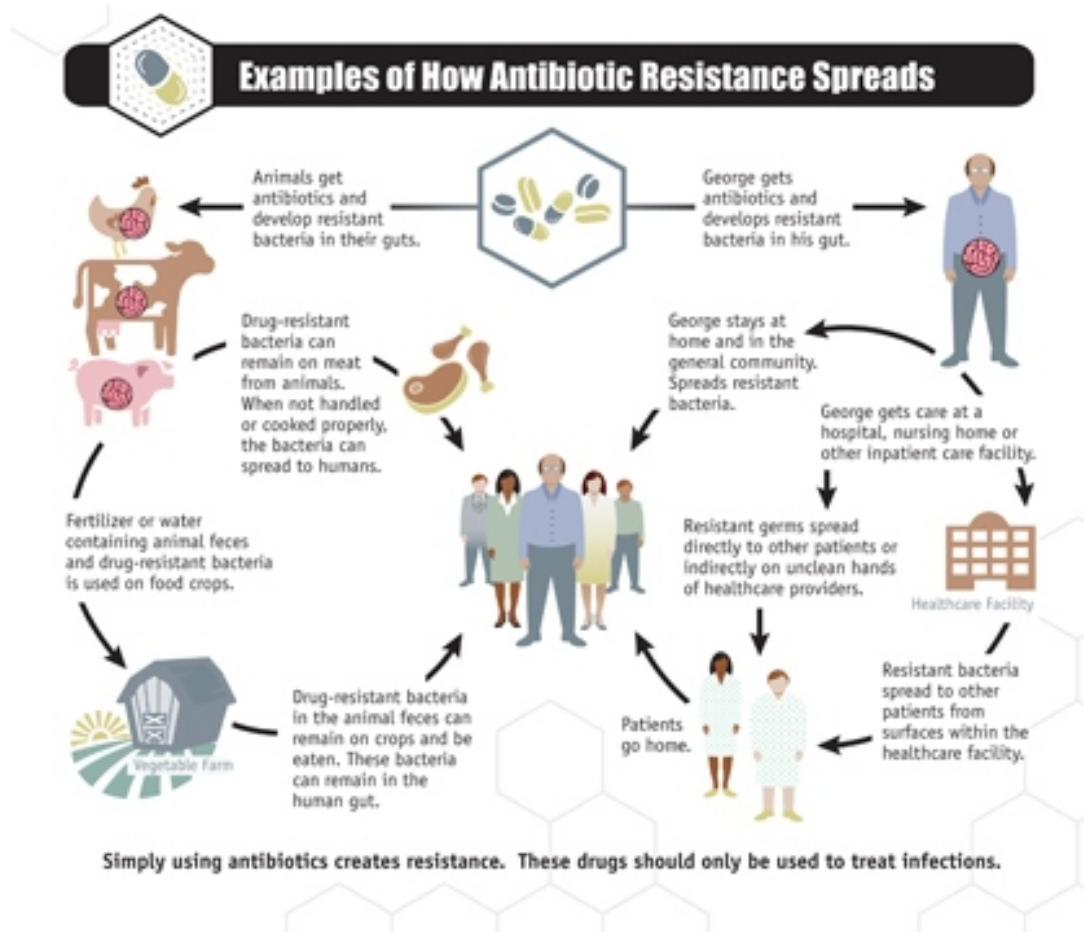 Examples of How Antibiotic Resistance Spreads
Animals get
antibiotics and
develop resistant
bacteria in their guts.
George gets
antibiotics and
develops resistant
bacteria in his gut.
Drug-resistant
bacteria can
remain on meat
from animals.
When not handled
or cooked properly,
the bacteria can
spread to humans.
George stays at
home and in the
general community.
Spreads resistant
bacteria.
George gets care at a
hospital, nursing home or
other inpatient care facility.
Fertilizer or water
containing animal feces
and drug-resistant bacteria
is used on food crops.
Resistant germs spread
directly to other patients or
indirectly on unclean hands
of healthcare providers.
Healthcare Facility
Vegetable Farm
Drug-resistant bacteria
in the animal feces can
remain on crops and be
eaten. These bacteria
can remain in the
human gut.
Patients
go home.
Resistant bacteria
spread to other
patients from
surfaces within the
healthcare facility.
Simply using antibiotics creates resistance. These drugs should only be used to treat infections.